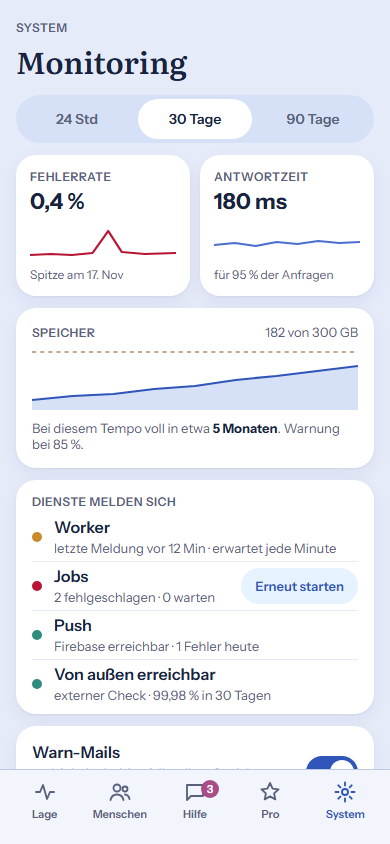 SYSTEM
Monitoring
24 Std
30 Tage
90 Tage
FEHLERRATE
0,4 %
Spitze am 17. Nov
ANTWORTZEIT
180 ms
für 95 % der Anfragen
SPEICHER
182 von 300 GB
Bei diesem Tempo voll in etwa 5 Monaten. Warnung
bei 85 %.
DIENSTE MELDEN SICH
Worker
letzte Meldung vor 12 Min · erwartet jede Minute
Jobs
2 fehlgeschlagen · 0 warten
Erneut starten
Push
Firebase erreichbar · 1 Fehler heute
Von außen erreichbar
externer Check · 99,98 % in 30 Tagen
Warn-Mails
Lage
Menschen
3
Hilfe
Pro
System